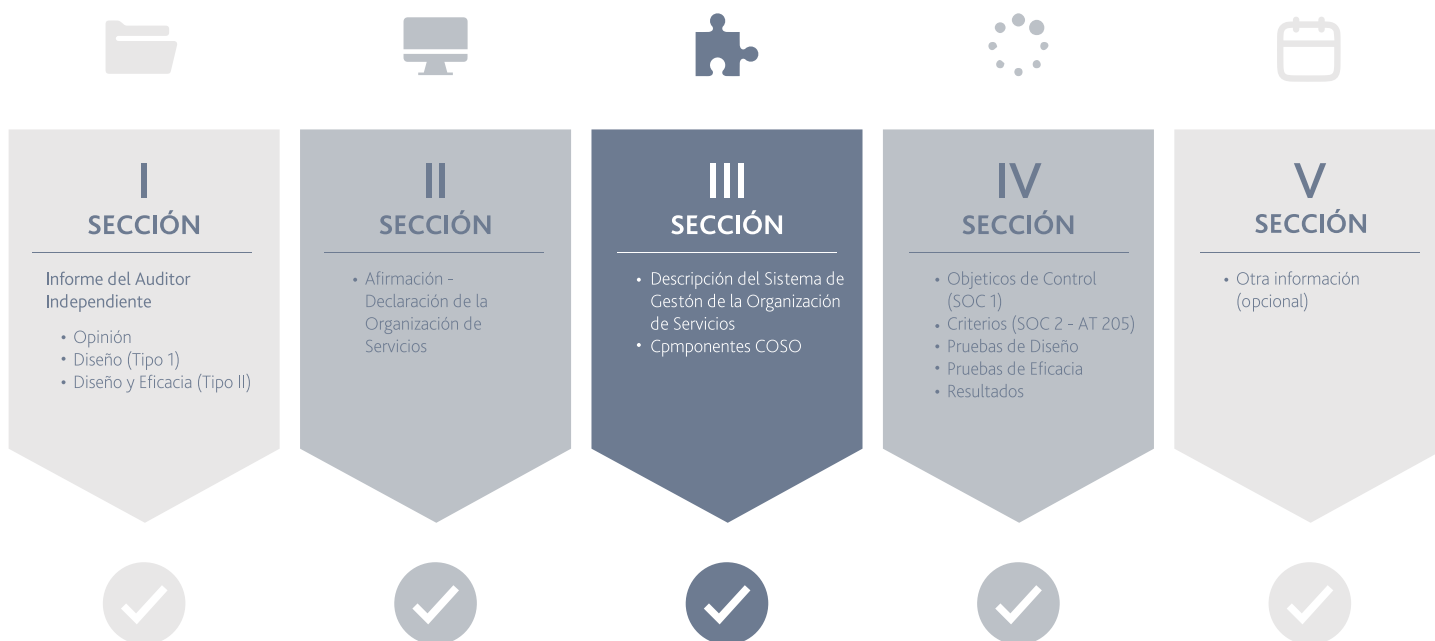 I
SECCIÓN
Informe del Auditor
Independiente
• Opinión
• Diseño (Tipo 1)
• Diseño y Eficacia (Tipo II)
II
SECCIÓN
• Afirmación -
Declaración de la
Organización de
Servicios
III
SECCIÓN
• Descripción del Sistema de
Gestón de la Organización
de Servicios
• Cpmponentes COSO
IV
SECCIÓN
• Objeticos de Control
(SOC 1)
• Criterios (SOC 2 - AT 205)
• Pruebas de Diseño
• Pruebas de Eficacia
• Resultados
V
SECCIÓN
• Otra información
(opcional)